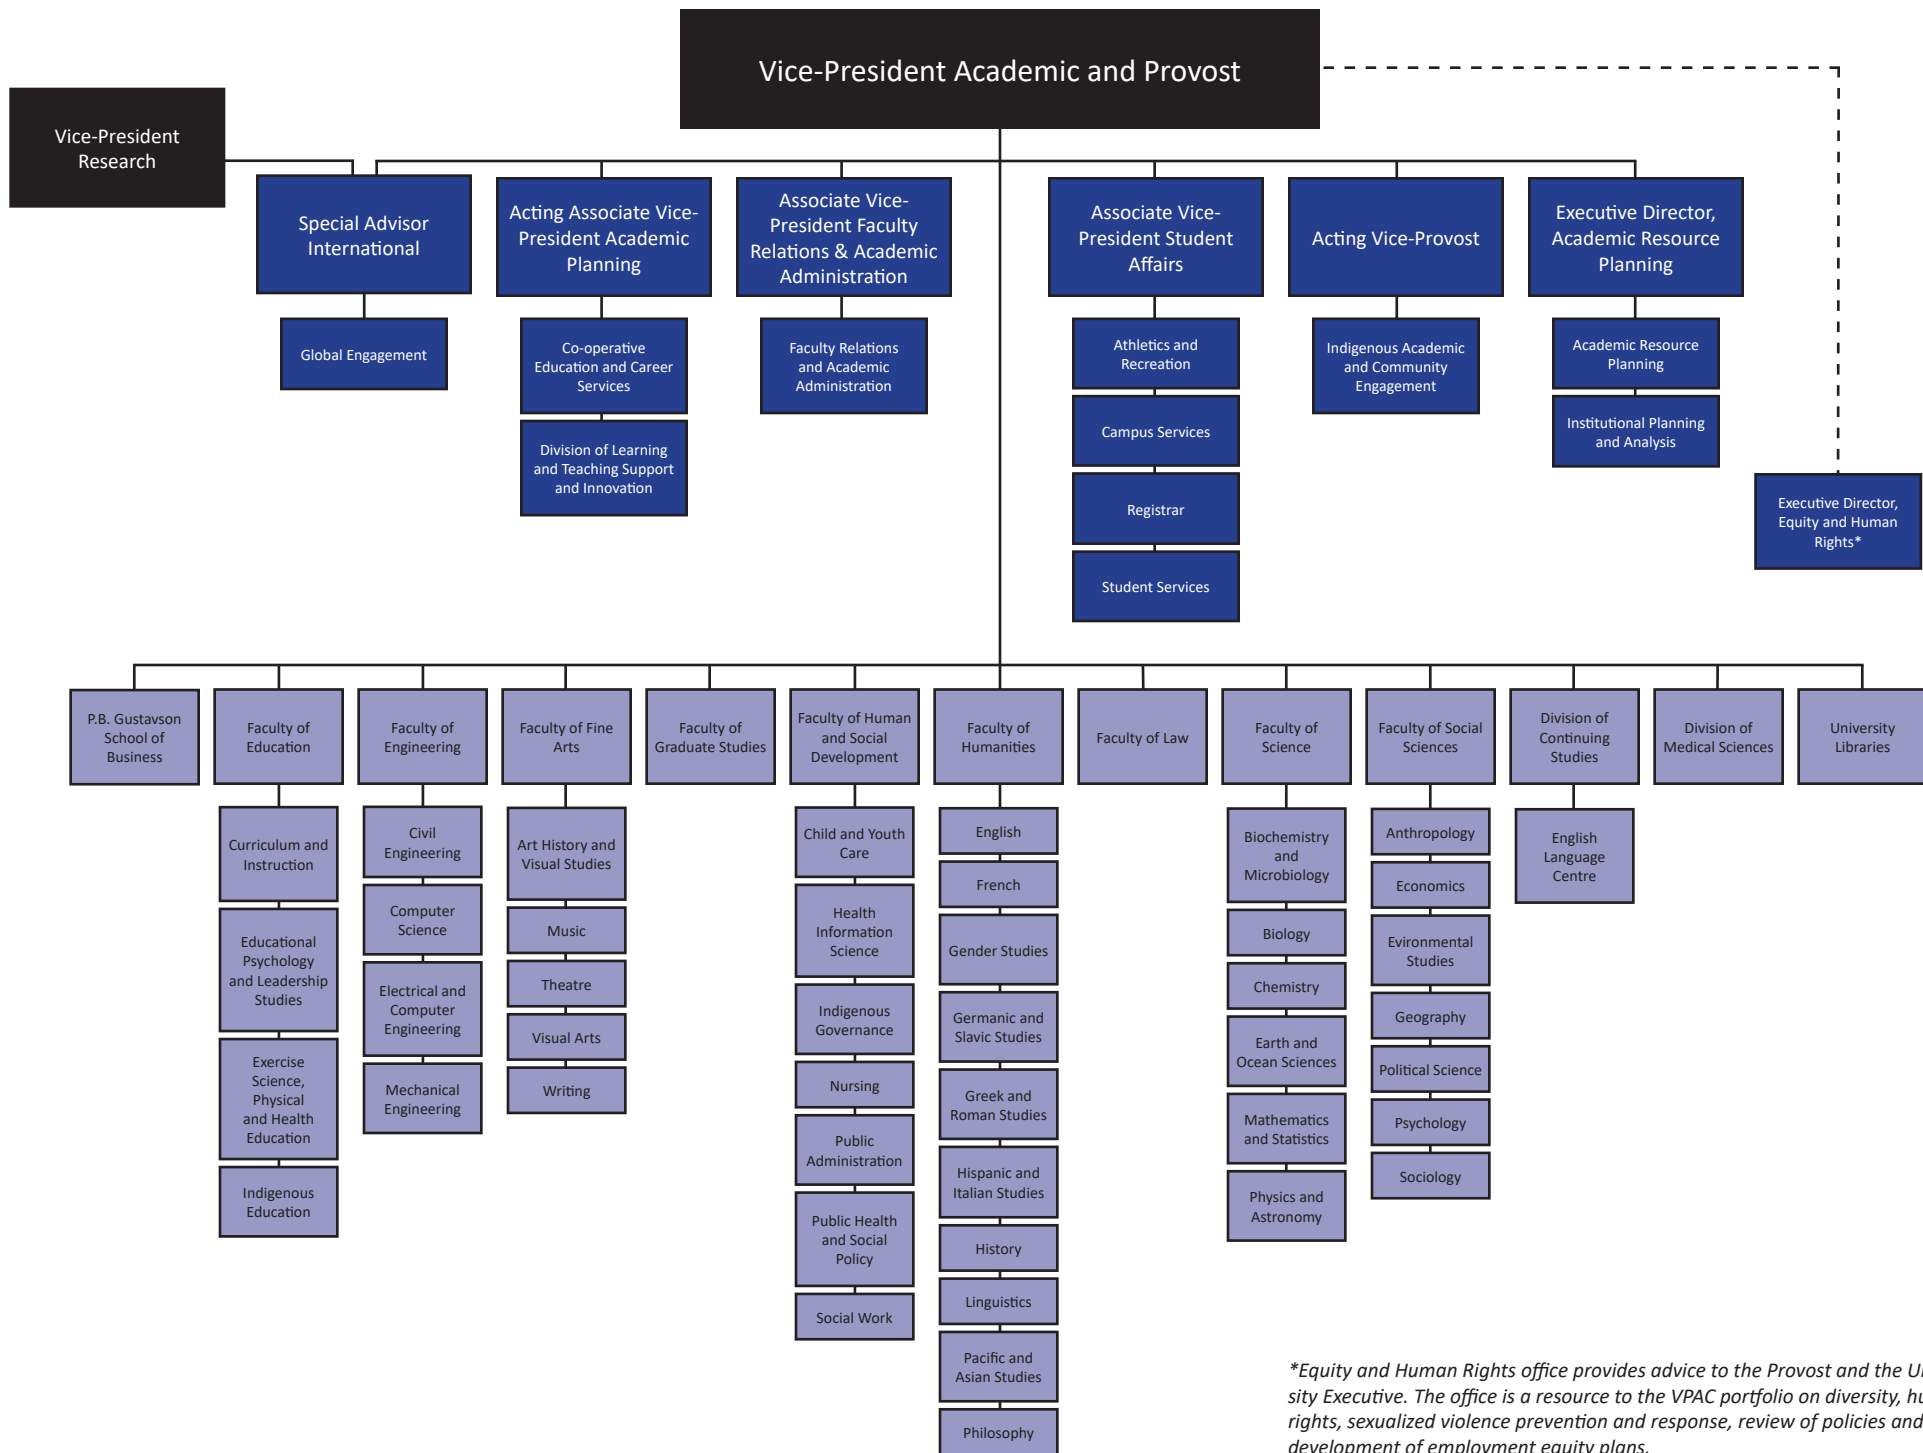 Vice-President Academic and Provost
Vice-President
Research
Special Advisor
International
Acting Associate Vice-
President Academic
Planning
Associate Vice-
President Faculty
Relations & Academic
Administration
Associate Vice-
President Student
Affairs
Acting Vice-Provost
Executive Director,
Academic Resource
Planning
Global Engagement
Co-operative
Education and Career
Services
Division of Learning
and Teaching Support
and Innovation
Faculty Relations
and Academic
Administration
Athletics and
Recreation
Campus Services
Registrar
Student Services
Indigenous Academic
and Community
Engagement
Academic Resource
Planning
Institutional Planning
and Analysis
Executive Director,
Equity and Human
Rights*
P.B. Gustavson
School of
Business
Faculty of
Education
Faculty of
Engineering
Faculty of Fine
Arts
Faculty of
Graduate Studies
Faculty of Human
and Social
Development
Faculty of
Humanities
Faculty of Law
Faculty of
Science
Faculty of Social
Sciences
Division of
Continuing
Studies
Division of
Medical Sciences
University
Libraries
Curriculum and
Instruction
Educational
Psychology
and Leadership
Studies
Exercise
Science,
Physical
and Health
Education
Indigenous
Education
Civil
Engineering
Computer
Science
Electrical and
Computer
Engineering
Mechanical
Engineering
Art History and
Visual Studies
Music
Theatre
Visual Arts
Writing
Child and Youth
Care
Health
Information
Science
Indigenous
Governance
Nursing
Public
Administration
Public Health
and Social
Policy
Social Work
English
French
Gender Studies
Germanic and
Slavic Studies
Greek and
Roman Studies
Hispanic and
Italian Studies
History
Linguistics
Pacific and
Asian Studies
Philosophy
Biochemistry
and
Microbiology
Biology
Chemistry
Earth and
Ocean Sciences
Mathematics
and Statistics
Physics and
Astronomy
Anthropology
Economics
Evironmental
Studies
Geography
Political Science
Psychology
Sociology
English
Language
Centre
*Equity and Human Rights office provides advice to the Provost and the
sity Executive. The office is a resource to the VPAC portfolio on diversity,
rights, sexualized violence prevention and response, review of policies and
development of employment equity plans.